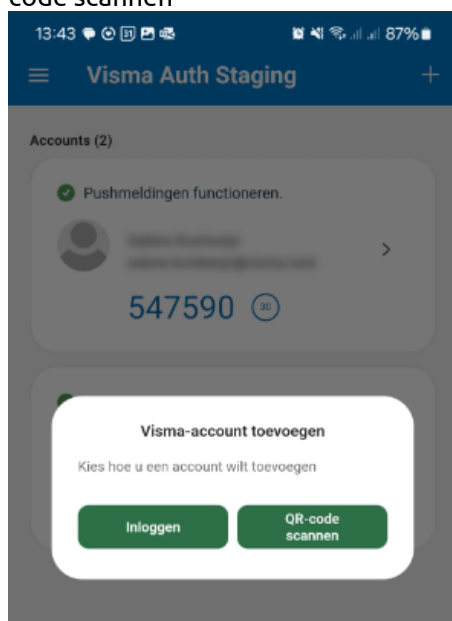 code scannen
13:43 87%
Visma Auth Staging
Accounts (2)
Pushmeldingen functioneren.
547590 30
Visma-account toevoegen
Kies hoe u een account wilt toevoegen
Inloggen
QR-code
scannen